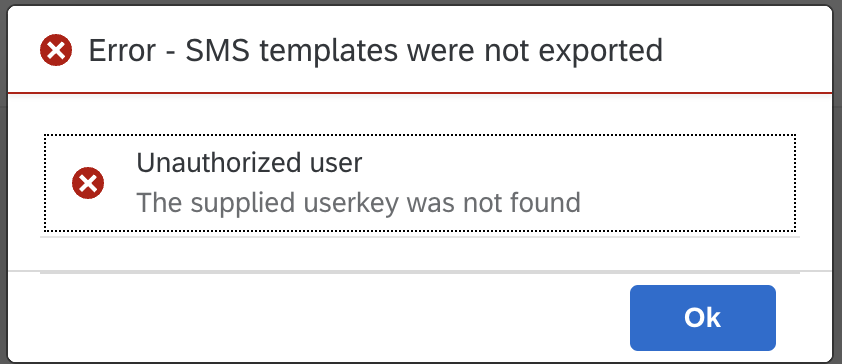 Error - SMS templates were not exported
Unauthorized user
The supplied userkey was not found
Ok